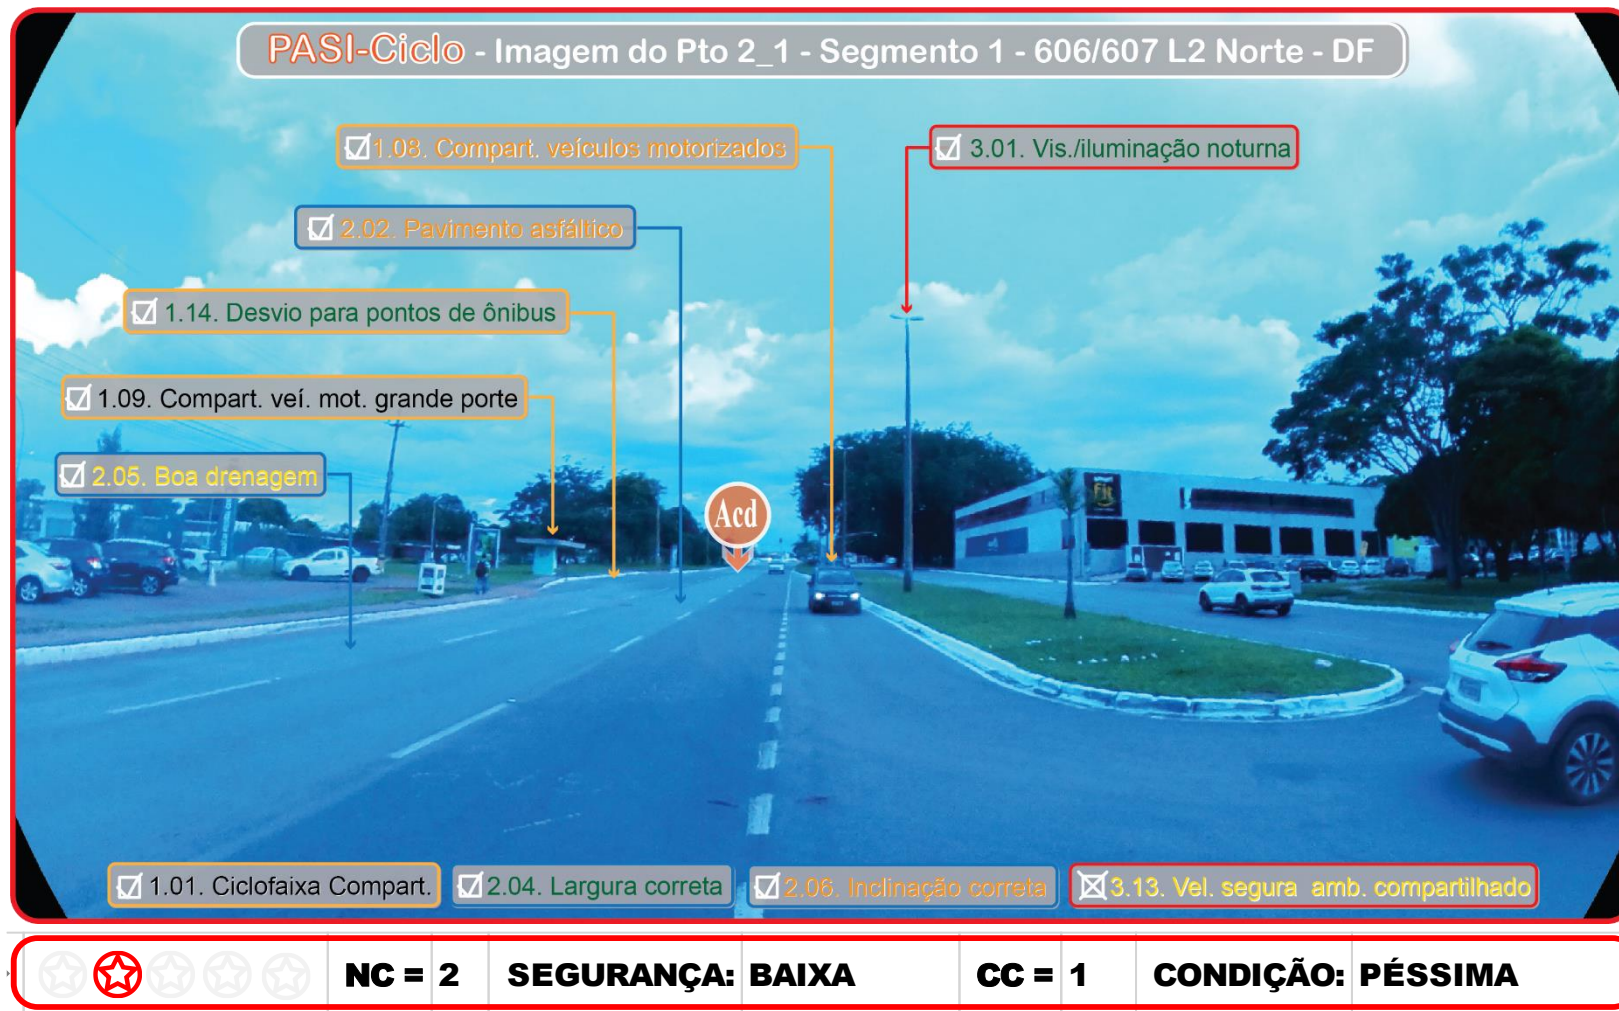 PASI-Ciclo - Imagem do Pto 2_1 - Segmento 1 - 606/607 L2 Norte - DF
1.08. Compart. veículos motorizados
3.01. Vis./iluminação noturna
2.02. Pavimento asfáltico
1.14. Desvio para pontos de ônibus
1.09. Compart. veí. mot. grande porte
2.05. Boa drenagem
Acd
fit
1.01. Ciclofaixa Compart.
2.04. Largura correta
2.06. Inclinação correta
3.13. Vel. segura amb. compartilhado
NC = 2 SEGURANÇA: BAIXA CC = 1 CONDIÇÃO: PÉSSIMA